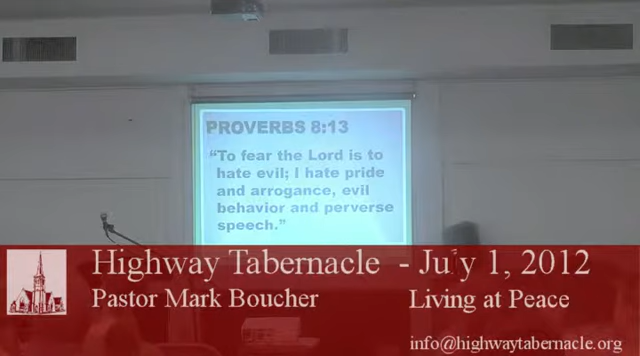 PROVERBS 8:13
“To fear the Lord is to
hate evil; I hate pride
and arrogance, evil
behavior and perverse
speech.”
Highway Tabernacle - July 1, 2012
Pastor Mark Boucher
Living at Peace
info@highwaytabernacle.org